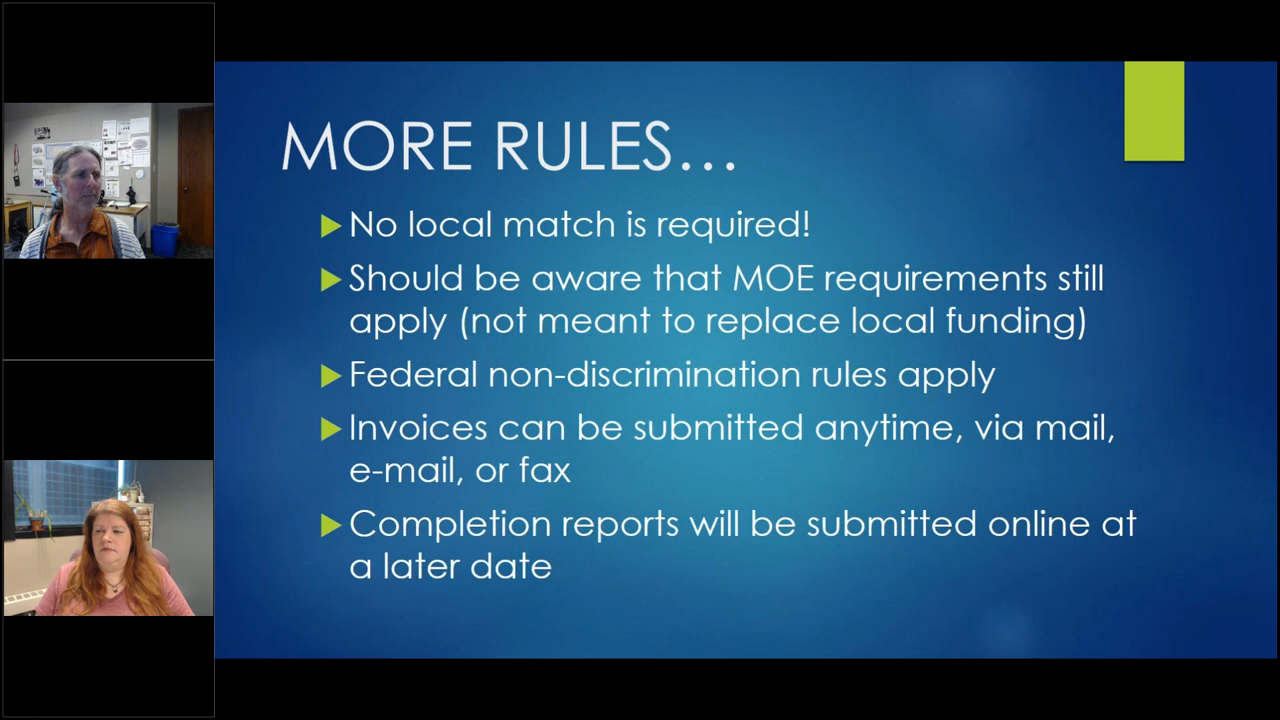 MORE RULES...
No local match is required!
Should be aware that MOE requirements still
apply (not meant to replace local funding)
Federal non-discrimination rules apply
Invoices can be submitted anytime, via mail,
e-mail, or fax
Completion reports will be submitted online at
a later date